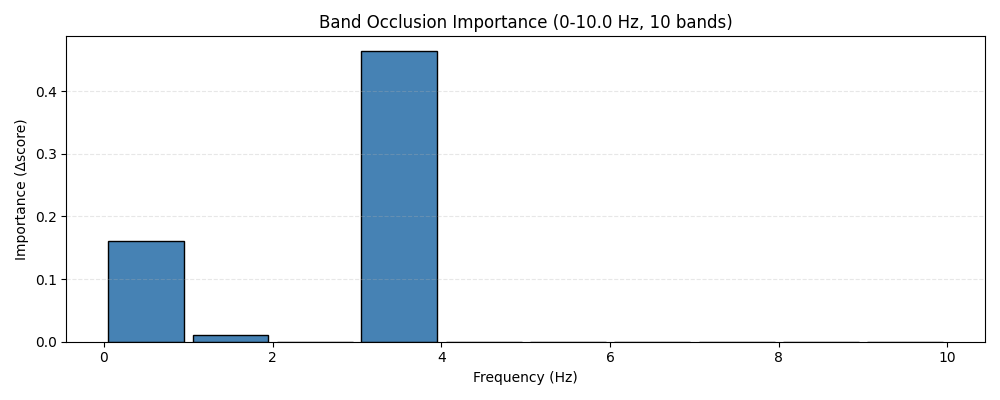 Band Occlusion Importance (0-10.0 Hz, 10 bands)
Importance (Δscore)
0.4
0.3
0.2
0.1
0.0
0 2 4 6 8 10
Frequency (Hz)